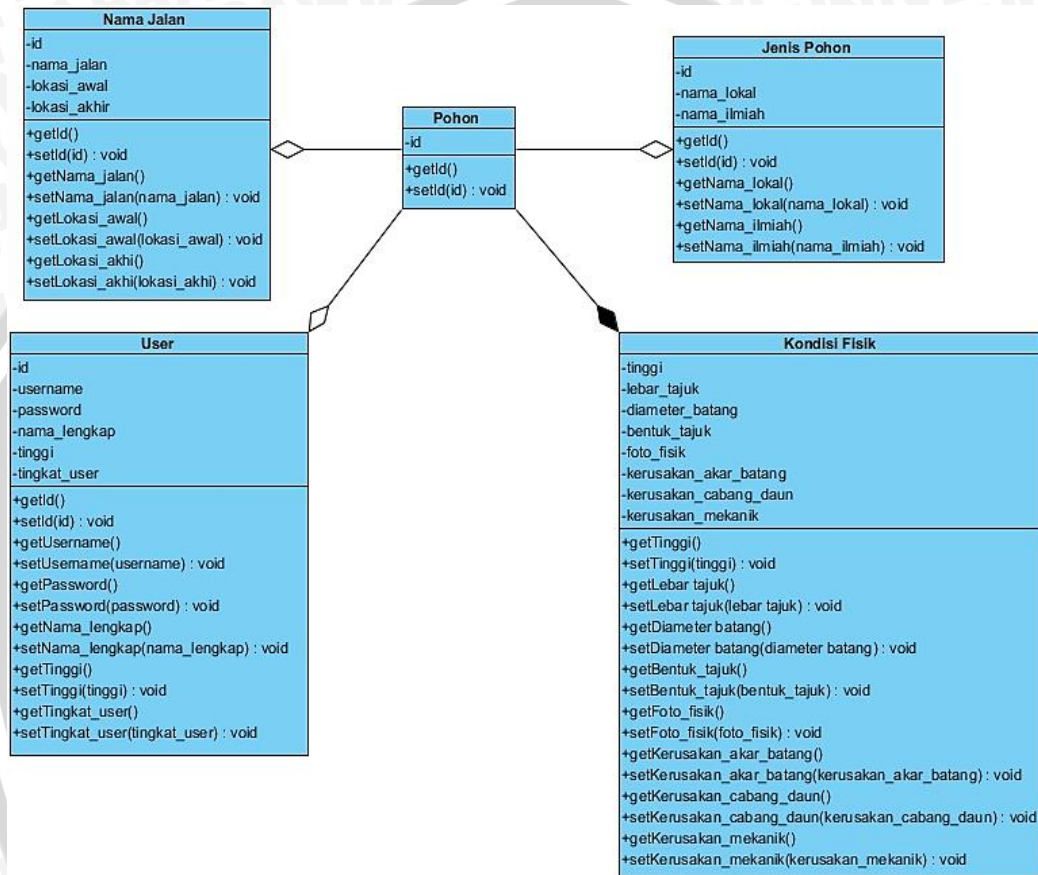 Nama Jalan
-id
-nama_jalan
-lokasi_awal
-lokasi_akhir
+getId()
+setId(id) : void
+getNama_jalan()
+setNama_jalan(nama_jalan) : void
+getLokasi_awal()
+setLokasi_awal(lokasi_awal) : void
+getLokasi_akhi()
+setLokasi_akhi(lokasi_akhi) : void
Pohon
-id
+getId()
+setId(id) : void
Jenis Pohon
-id
-nama_lokal
-nama_ilmiah
+getId()
+setId(id) : void
+getNama_lokal()
+setNama_lokal(nama_lokal) : void
+getNama_ilmiah()
+setNama_ilmiah(nama_ilmiah) : void
User
-id
-username
-password
-nama_lengkap
-tinggi
-tingkat_user
+getId()
+setId(id) : void
+getUsername()
+setUsername(username) : void
+getPassword()
+setPassword(password) : void
+getNama_lengkap()
+setNama_lengkap(nama_lengkap) : void
+getTinggi()
+setTinggi(tinggi) : void
+getTingkat_user()
+setTingkat_user(tingkat_user) : void
Kondisi Fisik
-tinggi
-lebar_tajuk
-diameter_batang
-bentuk_tajuk
-foto_fisik
-kerusakan_akar_batang
-kerusakan_cabang_daun
-kerusakan_mekanik
+getTinggi()
+setTinggi(tinggi) : void
+getLebar tajuk()
+setLebar tajuk(lebar tajuk) : void
+getDiameter batang()
+setDiameter batang(diameter batang) : void
+getBentuk_tajuk()
+setBentuk_tajuk(bentuk_tajuk) : void
+getFoto_fisik()
+setFoto_fisik(foto_fisik) : void
+getKerusakan_akar_batang()
+setKerusakan_akar_batang(kerusakan_akar_batang) : void
+getKerusakan_cabang_daun()
+setKerusakan_cabang_daun(kerusakan_cabang_daun) : void
+getKerusakan_mekanik()
+setKerusakan_mekanik(kerusakan_mekanik) : void